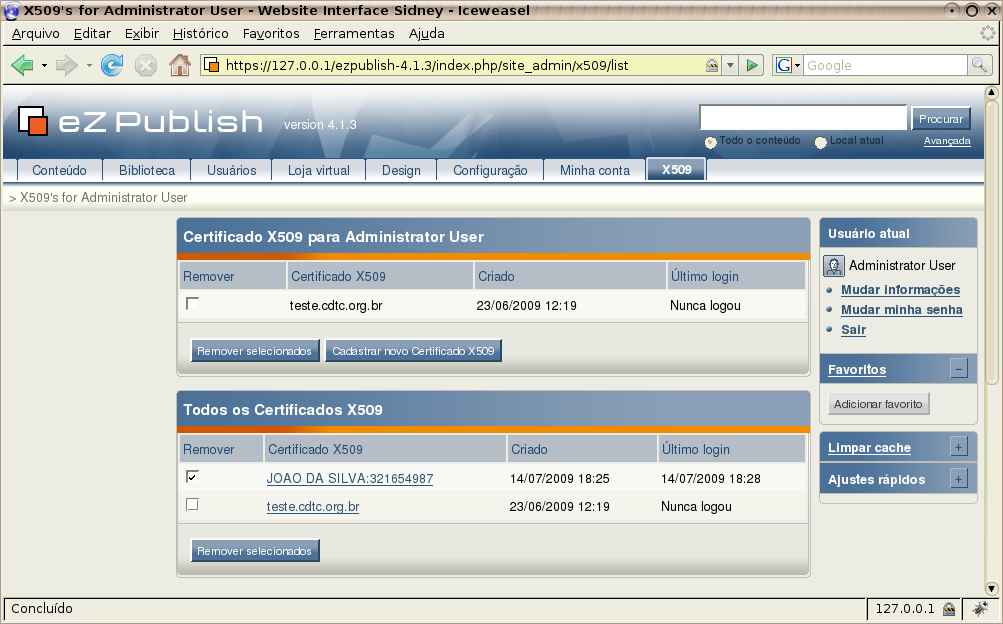 X509's for Administrator User - Website Interface Sidney - Iceweasel
Arquivo Editar Exibir Histórico Favoritos Ferramentas Ajuda
https://127.0.0.1/ezpublish-4.1.3/index.php/site_admin/x509/list
G Google
eZ Publish version 4.1.3
Procurar
Todo o conteúdo Local atual Avançada
Conteúdo Biblioteca Usuários Loja virtual Design Configuração Minha conta X509
> X509's for Administrator User
Certificado X509 para Administrator User
Remover Certificado X509 Criado Último login
teste.cdtc.org.br 23/06/2009 12:19 Nunca logou
Remover selecionados Cadastrar novo Certificado X509
Todos os Certificados X509
Remover Certificado X509 Criado Último login
JOAO DA SILVA:321654987 14/07/2009 18:25 14/07/2009 18:28
teste.cdtc.org.br 23/06/2009 12:19 Nunca logou
Remover selecionados
Usuário atual
Administrator User
Mudar informações
Mudar minha senha
Sair
Favoritos −
Adicionar favorito
Limpar cache +
Ajustes rápidos +
Concluído 127.0.0.1